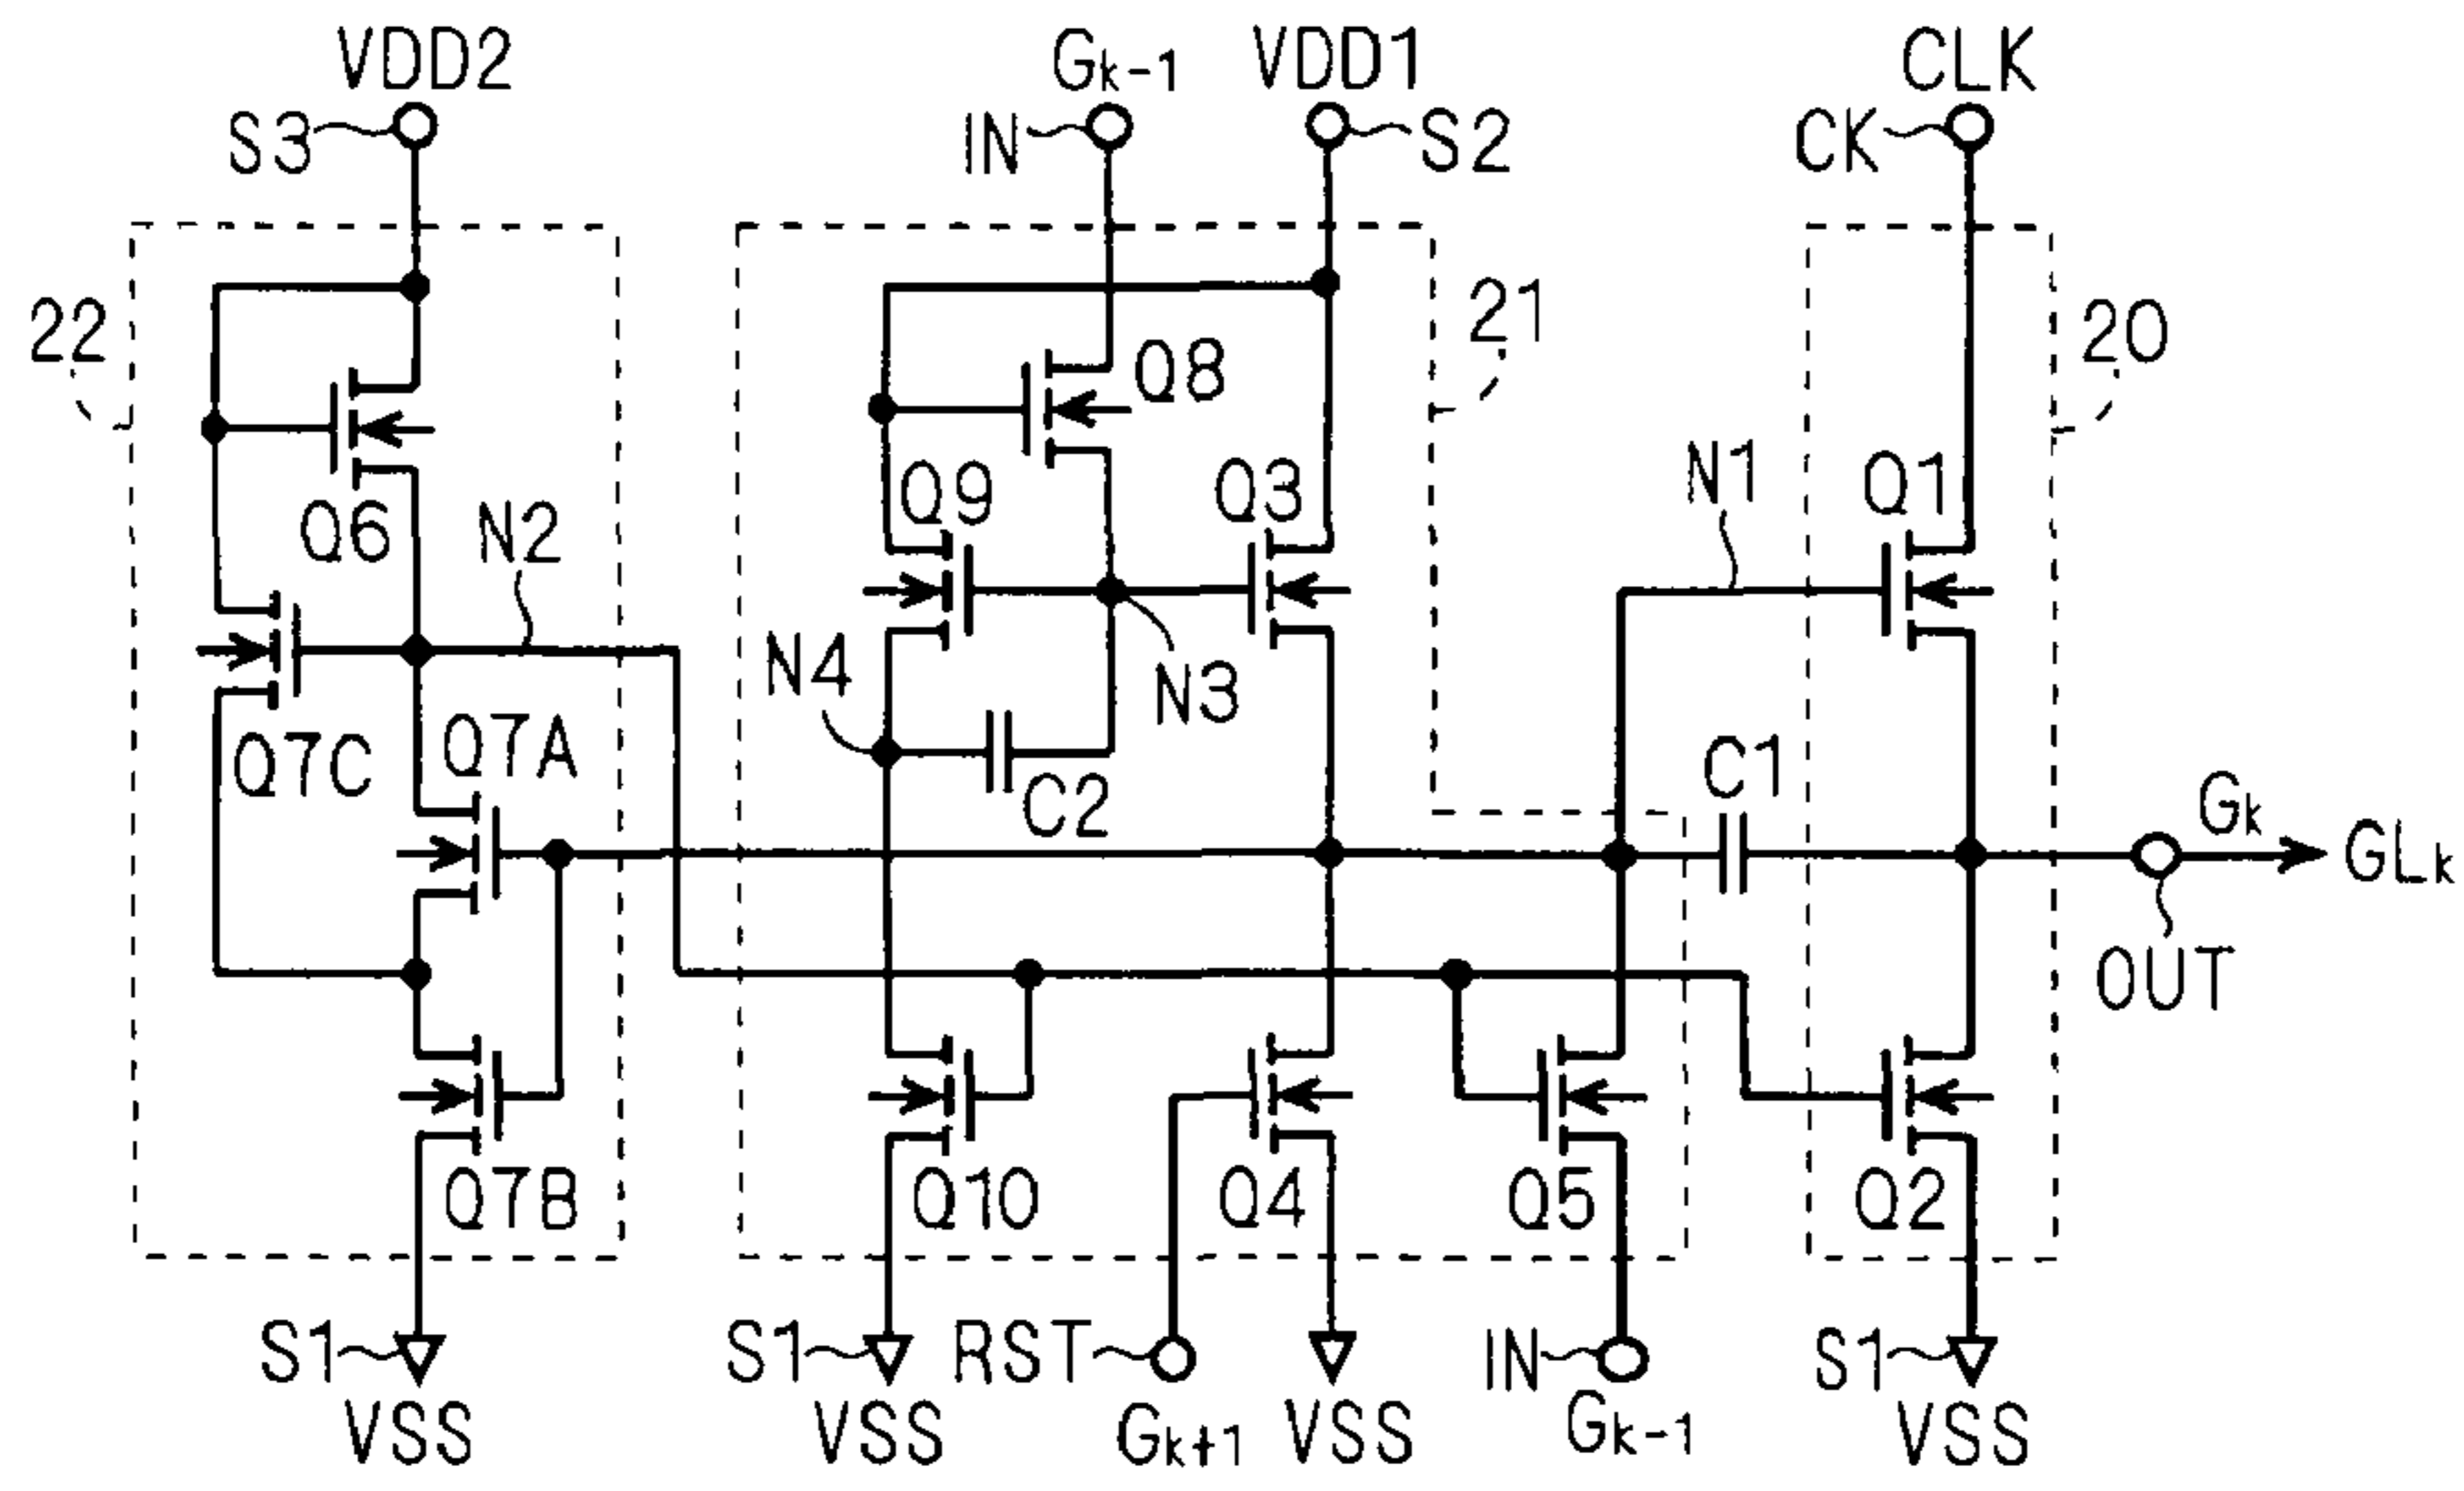 VDD2
Gk-1
VDD1
CLK
S3
IN
S2
CK
22
Q8
21
20
Q6
N2
Q9
Q3
N1
Q1
N4
N3
Q7C
Q7A
C2
C1
Gk
GLk
OUT
Q7B
Q10
Q4
Q5
Q2
S1
S1
RST
IN
S1
VSS
VSS
Gk+1
VSS
Gk-1
VSS